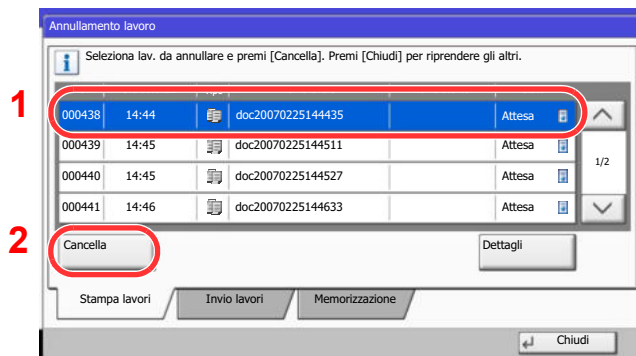 Annullamento lavoro
Seleziona lav. da annullare e premi [Cancella]. Premi [Chiudi] per riprendere gli altri.
1
000438 14:44 doc20070225144435 Attesa
000439 14:45 doc20070225144511 Attesa
1/2
000440 14:45 doc20070225144527 Attesa
000441 14:46 doc20070225144633 Attesa
2
Cancella Dettagli
Stampa lavori Invio lavori Memorizzazione
Chiudi